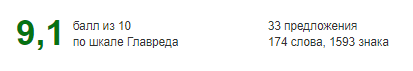 9,1 балл из 10
по шкале Главреда
33 предложения
174 слова, 1593 знака